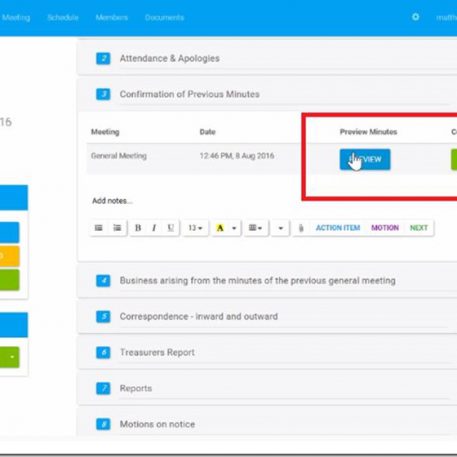 Meeting Schedule Members Documents
2 Attendance & Apologies
3 Confirmation of Previous Minutes
16
Meeting Date Preview Minutes
General Meeting 12:46 PM, 8 Aug 2016
Add notes...
B I U 13 A ACTION ITEM MOTION NEXT
4 Business arising from the minutes of the previous general meeting
5 Correspondence - inward and outward
6 Treasurers Report
7 Reports
8 Motions on notice